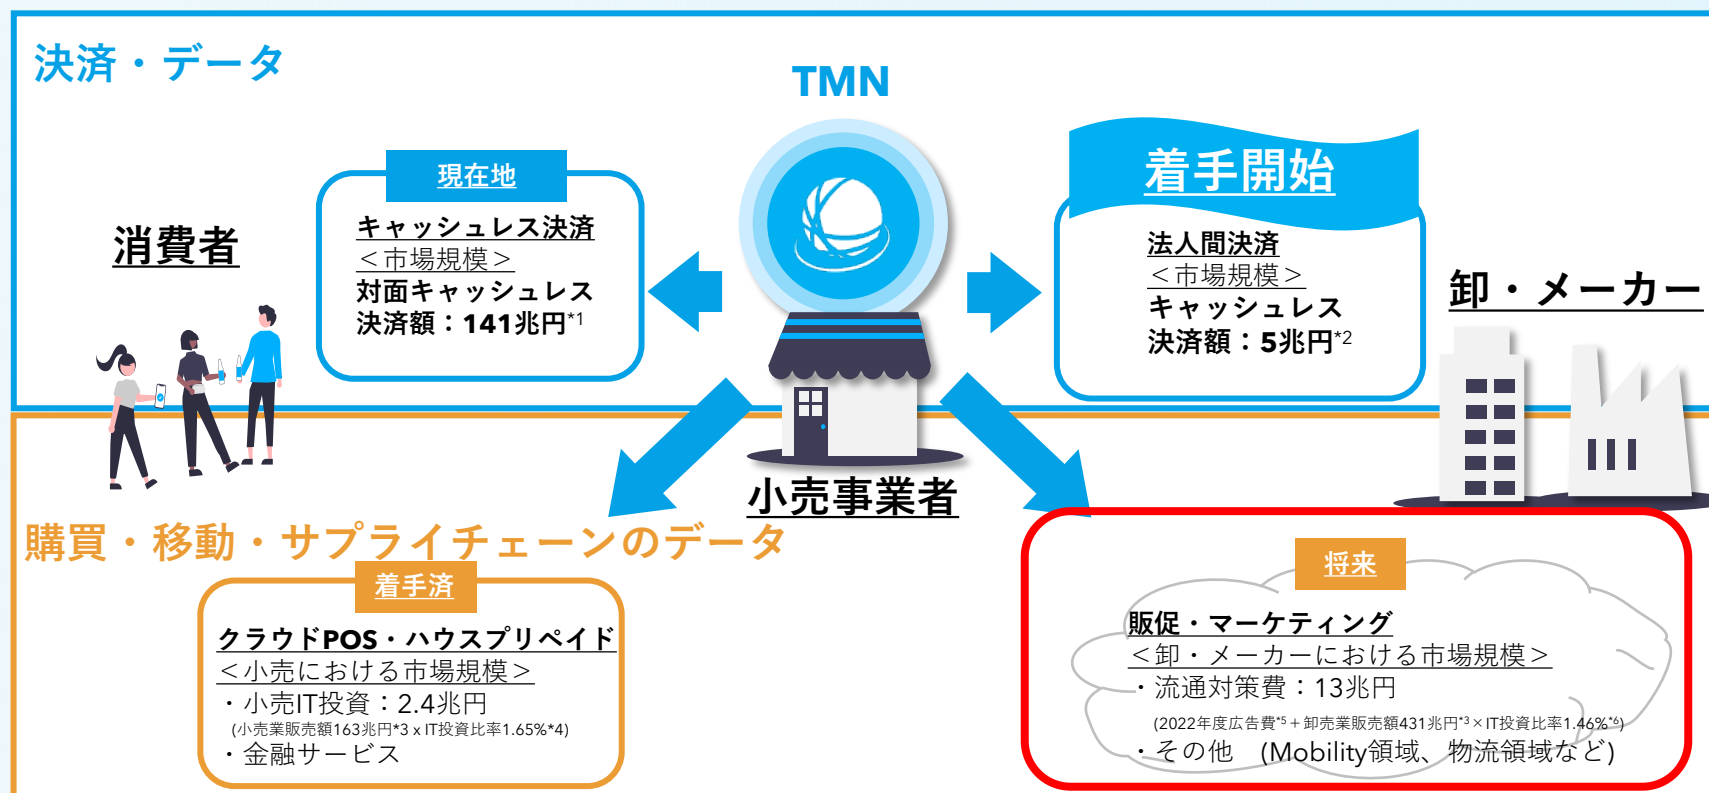 決済・データ
TMN
現在地
キャッシュレス決済
＜市場規模＞
対面キャッシュレス
決済額：141兆円*1
消費者
着手開始
法人間決済
＜市場規模＞
キャッシュレス
決済額：5兆円*2
卸・メーカー
小売事業者
購買・移動・サプライチェーンのデータ
着手済
クラウドPOS・ハウスプリペイド
＜小売における市場規模＞
・小売IT投資：2.4兆円
(小売業販売額163兆円*3 x IT投資比率1.65%*4)
・金融サービス
将来
販促・マーケティング
＜卸・メーカーにおける市場規模＞
・流通対策費：13兆円
(2022年度広告費*5＋卸売業販売額431兆円*3×IT投資比率1.46%*6)
・その他　(Mobility領域、物流領域など)